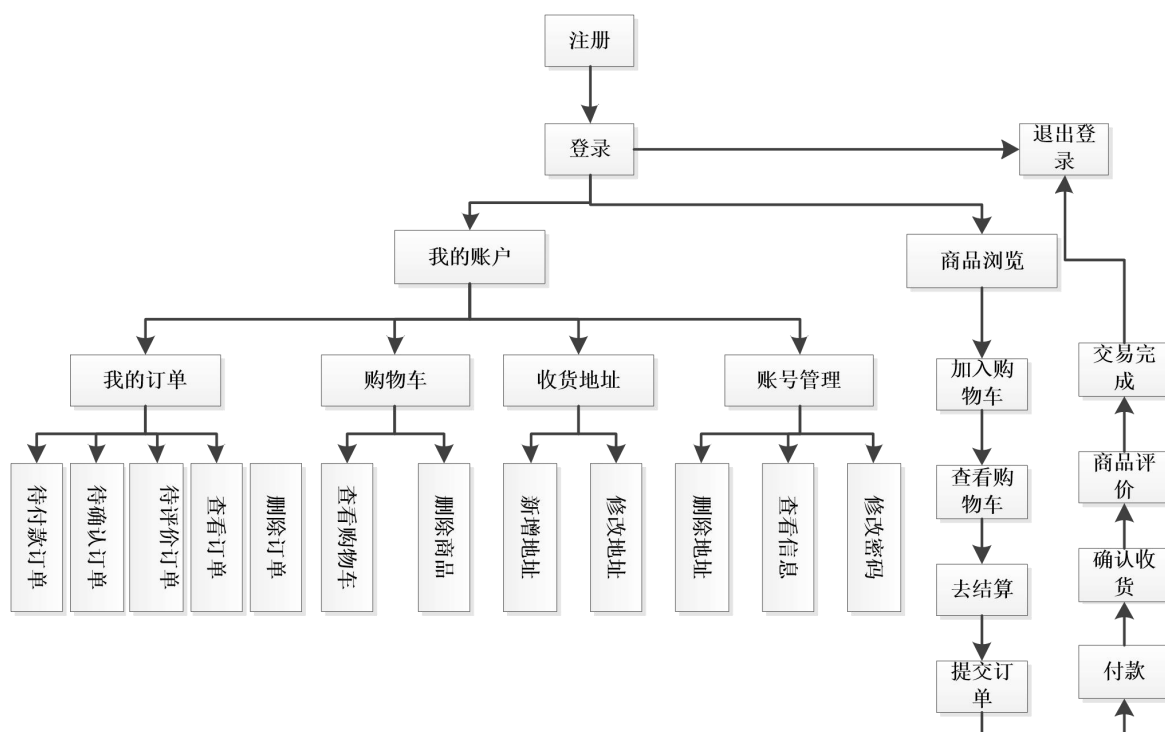 注册
登录
退出登
录
我的账户
商品浏览
我的订单
购物车
收货地址
账号管理
加入购
物车
交易完
成
待付款订单
待确认订单
待评价订单
查看订单
删除订单
查看购物车
删除商品
新增地址
修改地址
删除地址
查看信息
修改密码
查看购
物车
商品评
价
去结算
确认收
货
提交订
单
付款